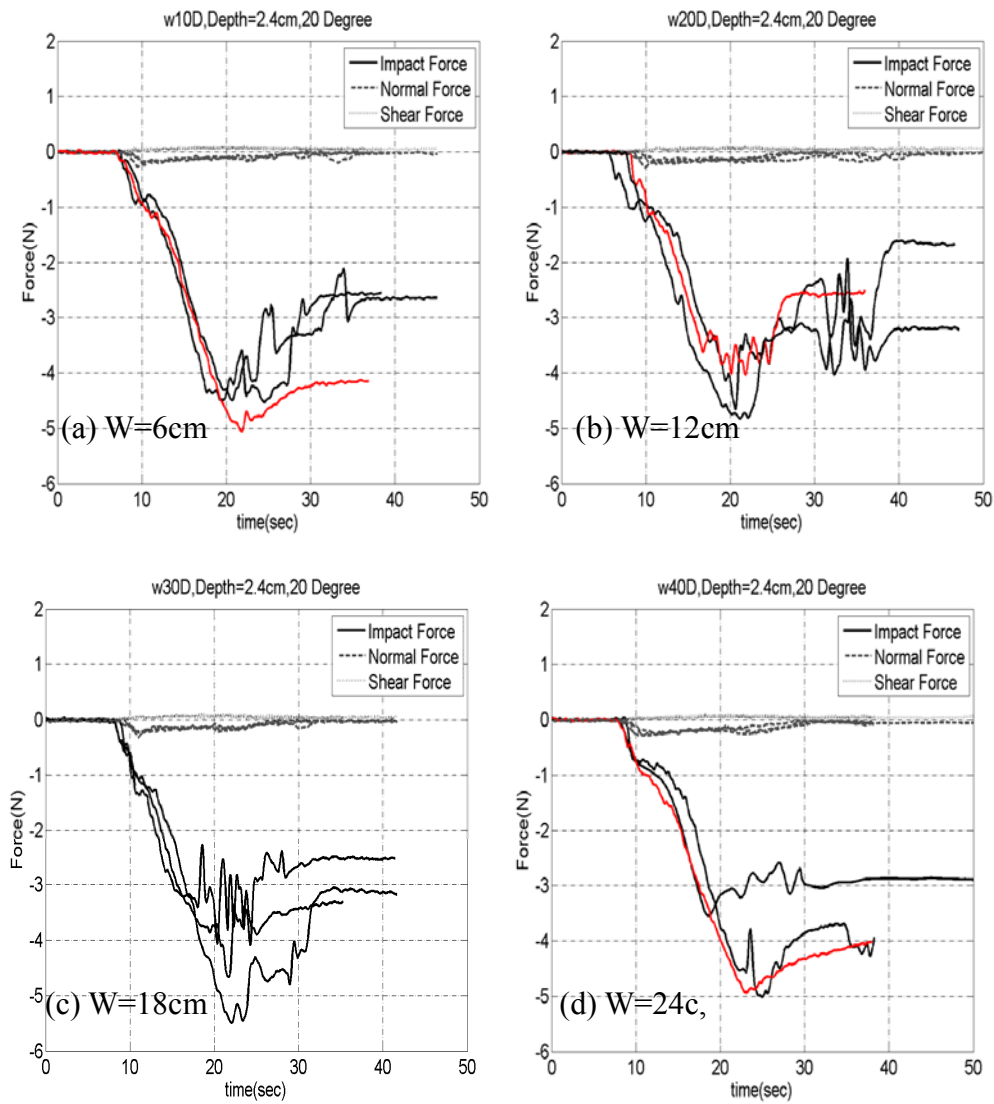 w10D,Depth=2.4cm,20 Degree
2
1
0
-1
-2
-3
-4
-5
-6
Force(N)
Impact Force
Normal Force
Shear Force
(a) W=6cm
0 10 20 30 40 50
time(sec)
w20D,Depth=2.4cm,20 Degree
2
1
0
-1
-2
-3
-4
-5
-6
Force(N)
Impact Force
Normal Force
Shear Force
(b) W=12cm
0 10 20 30 40 50
time(sec)
w30D,Depth=2.4cm,20 Degree
2
1
0
-1
-2
-3
-4
-5
-6
Force(N)
Impact Force
Normal Force
Shear Force
(c) W=18cm
0 10 20 30 40 50
time(sec)
w40D,Depth=2.4cm,20 Degree
2
1
0
-1
-2
-3
-4
-5
-6
Force(N)
Impact Force
Normal Force
Shear Force
(d) W=24c,
0 10 20 30 40 50
time(sec)